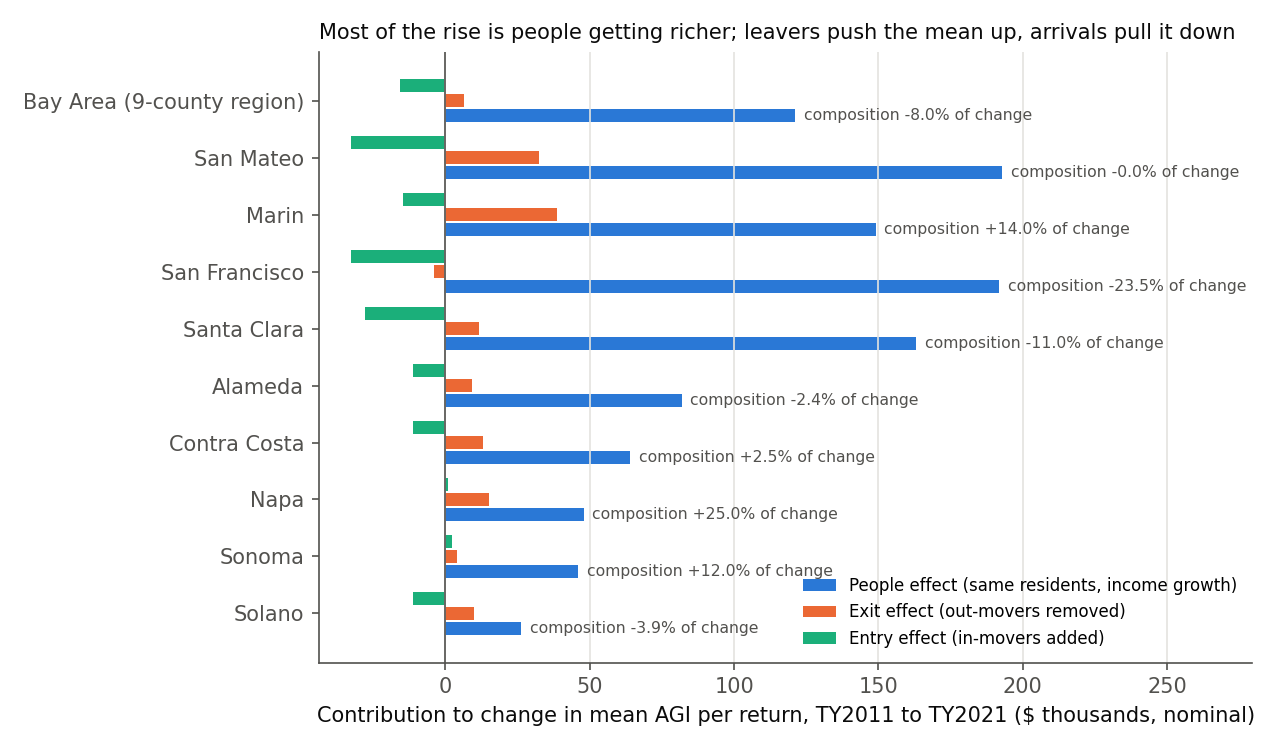 Most of the rise is people getting richer; leavers push the mean up, arrivals pull it down
Bay Area (9-county region)
composition -8.0% of change
San Mateo
composition -0.0% of change
Marin
composition +14.0% of change
San Francisco
composition -23.5% of change
Santa Clara
composition -11.0% of change
Alameda
composition -2.4% of change
Contra Costa
composition +2.5% of change
Napa
composition +25.0% of change
Sonoma
composition +12.0% of change
Solano
composition -3.9% of change
People effect (same residents, income growth)
Exit effect (out-movers removed)
Entry effect (in-movers added)
0 50 100 150 200 250
Contribution to change in mean AGI per return, TY2011 to TY2021 ($ thousands, nominal)